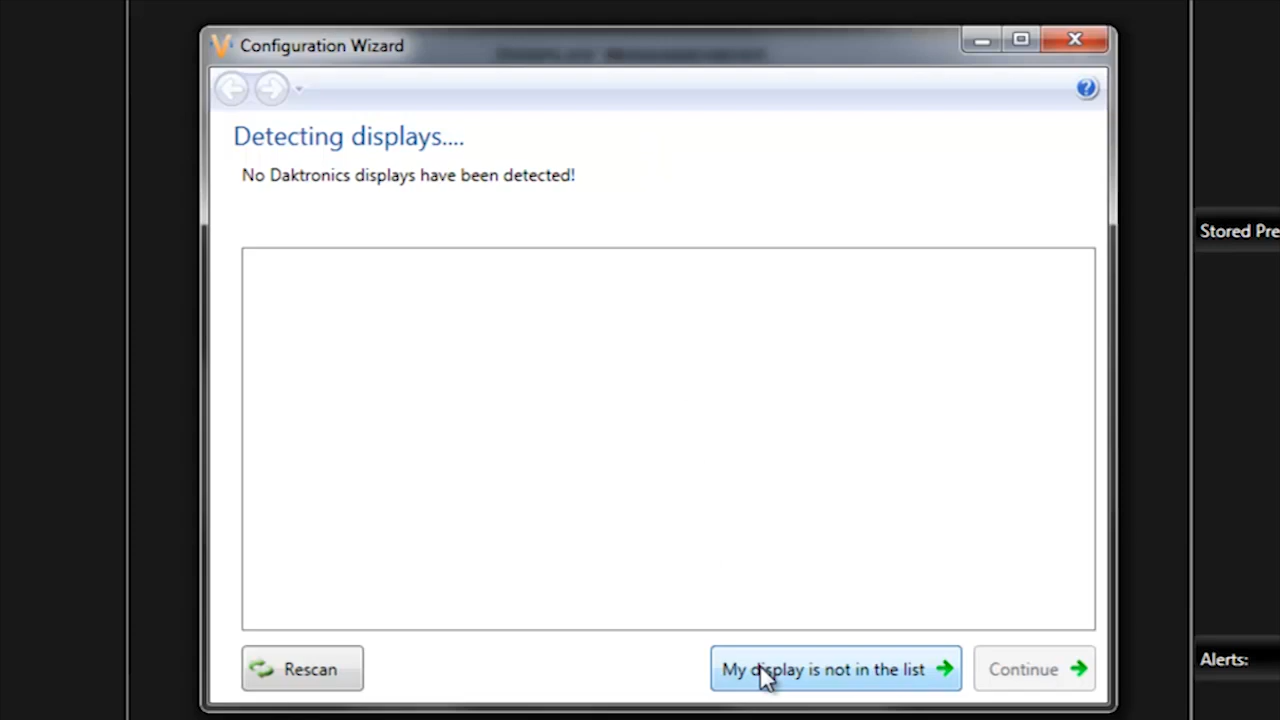 Configuration Wizard
Detecting displays....
No Daktronics displays have been detected!
Stored Pre
Rescan
My display is not in the list
Continue
Alerts: